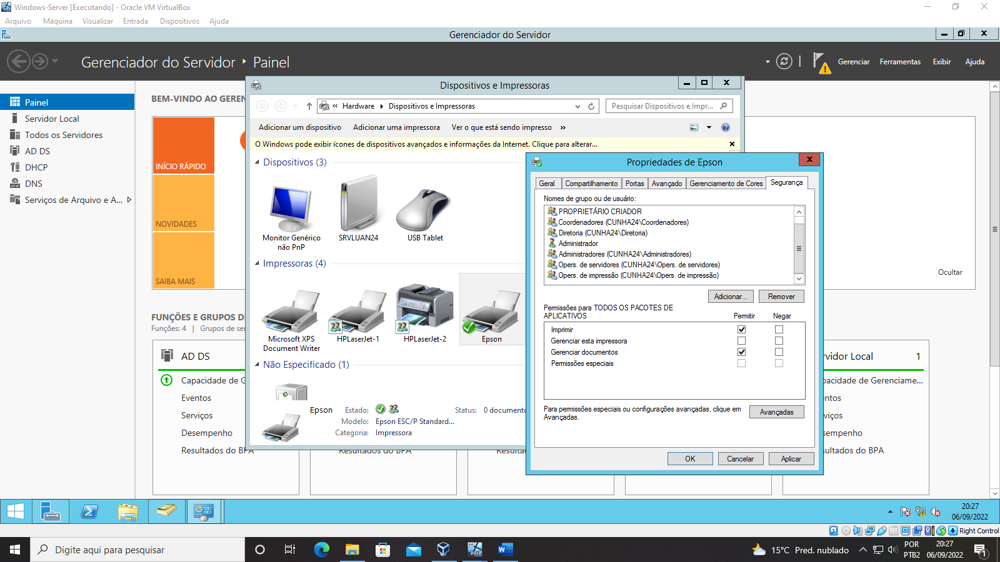 Windows-Server [Executando] - Oracle VM VirtualBox
Arquivo Máquina Visualizar Entrada Dispositivos Ajuda
Gerenciador do Servidor
Gerenciador do Servidor Painel
Gerenciar Ferramentas Exibir Ajuda
Painel
Servidor Local
Todos os Servidores
AD DS
DHCP
DNS
Serviços de Arquivo e A...
BEM-VINDO AO GEREN
INÍCIO RÁPIDO
NOVIDADES
SAIBA MAIS
Ocultar
FUNÇÕES E GRUPOS D
Funções: 4 | Grupos de ser
AD DS
Capacidade de G
Eventos
Serviços
Desempenho
Resultados do BPA
Resultados do BPA
Resulta
rvidor Local 1
pacidade de Gerenciame...
ntos
viços
sempenho
sultados do BPA
Dispositivos e Impressoras
« Hardware Dispositivos e Impressoras
Pesquisar Dispositivos e Impr...
Adicionar um dispositivo Adicionar uma impressora Ver o que está sendo impresso »
O Windows pode exibir ícones de dispositivos avançados e informações da Internet. Clique para alterar...
Dispositivos (3)
Monitor Genérico
não PnP
SRVLUAN24
USB Tablet
Impressoras (4)
Microsoft XPS
Document Writer
HPLaserJet-1
HPLaserJet-2
Epson
Não Especificado (1)
Epson Estado: Status: 0 documento
Modelo: Epson ESC/P Standard...
Categoria: Impressora
Propriedades de Epson
Geral Compartilhamento Portas Avançado Gerenciamento de Cores Segurança
Nomes de grupo ou de usuário:
PROPRIETÁRIO CRIADOR
Coordenadores (CUNHA24\Coordenadores)
Diretoria (CUNHA24\Diretoria)
Administrador
Administradores (CUNHA24\Administradores)
Opers. de servidores (CUNHA24\Opers. de servidores)
Opers. de impressão (CUNHA24\Opers. de impressão)
Adicionar... Remover
Permissões para TODOS OS PACOTES DE
APLICATIVOS Permitir Negar
Imprimir
Gerenciar esta impressora
Gerenciar documentos
Permissões especiais
Para permissões especiais ou configurações avançadas, clique em
Avançadas.
Avançadas
OK Cancelar Aplicar
20:27
06/09/2022
Right Control
Digite aqui para pesquisar
2012
15°C Pred. nublado
POR
PTB2
20:27
06/09/2022
1